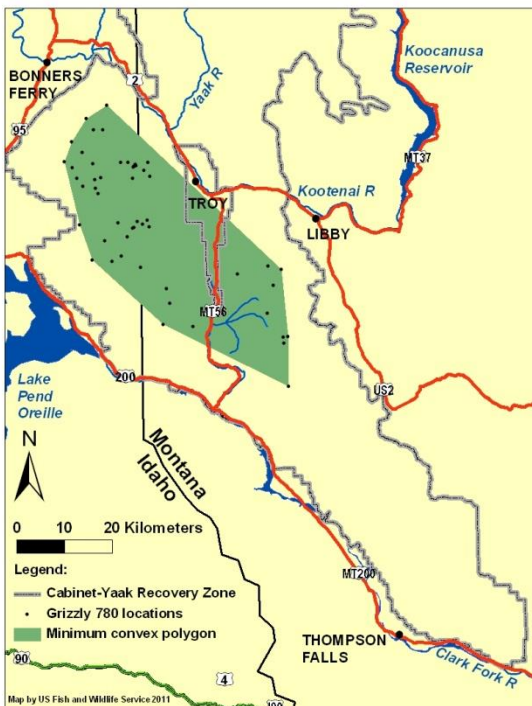 BONNERS
FERRY
2
95
Yaak R
Koocanusa
Reservoir
MT37
TROY
Kootenai R
LIBBY
MT56
US2
Lake
Pend
Oreille
200
Montana
Idaho
N
0 10 20 Kilometers
Legend:
Cabinet-Yaak Recovery Zone
Grizzly 780 locations
Minimum convex polygon
MT200
THOMPSON
FALLS
Clark Fork R
90
4
Map by US Fish and Wildlife Service 2011